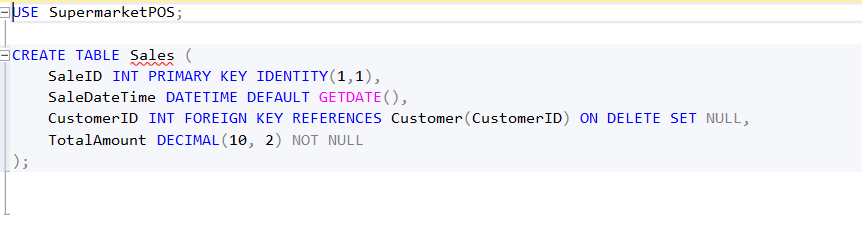 USE SupermarketPOS;
CREATE TABLE Sales (
SaleID INT PRIMARY KEY IDENTITY(1,1),
SaleDateTime DATETIME DEFAULT GETDATE(),
CustomerID INT FOREIGN KEY REFERENCES Customer(CustomerID) ON DELETE SET NULL,
TotalAmount DECIMAL(10, 2) NOT NULL
);